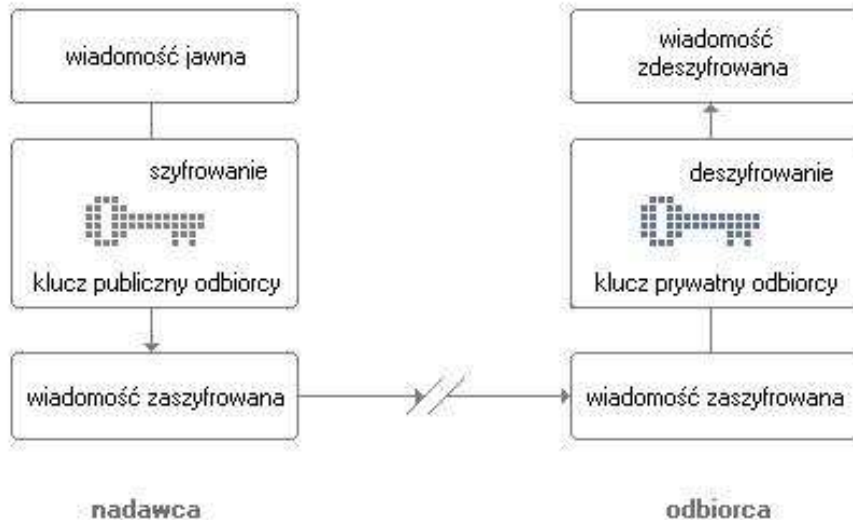 wiadomość jawna
szyfrowanie
klucz publiczny odbiorcy
wiadomość zaszyfrowana
nadawca
wiadomość
zdeszyfrowana
deszyfrowanie
klucz prywatny odbiorcy
wiadomość zaszyfrowana
odbiorca